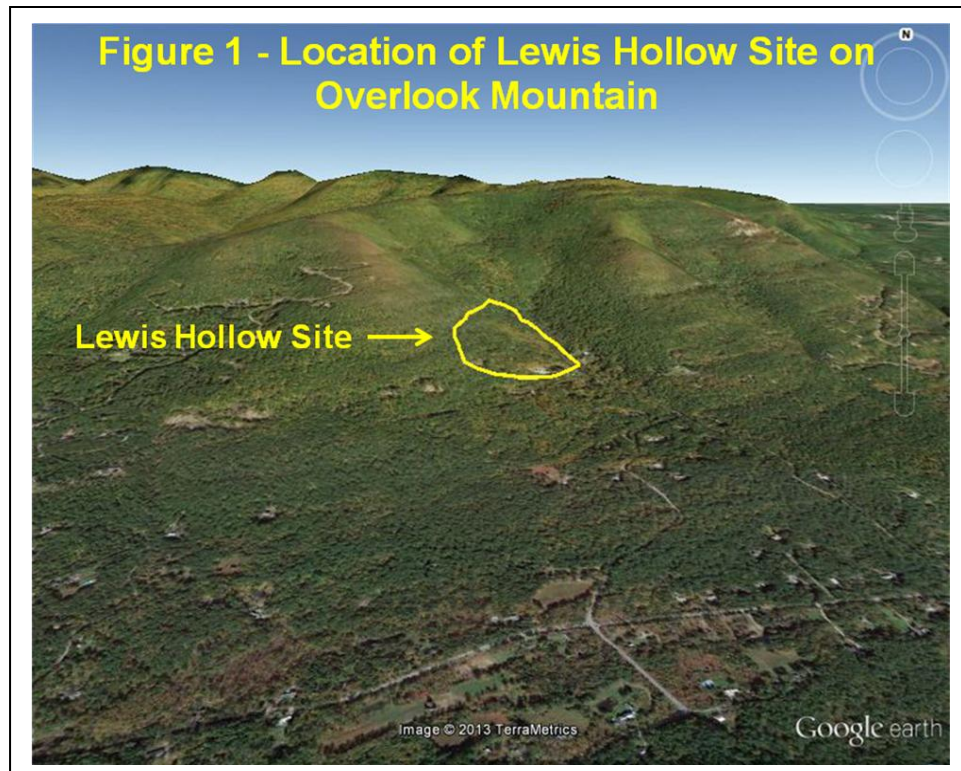 Figure 1 - Location of Lewis Hollow Site on
Overlook Mountain
N
Lewis Hollow Site
Image © 2013 TerraMetrics
Google earth